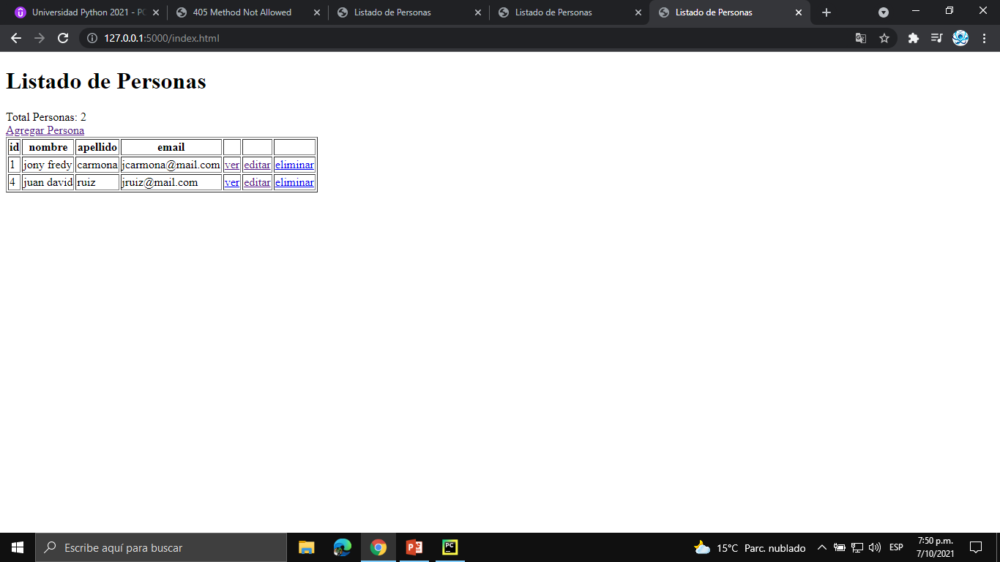 Universidad Python 2021 - PC
405 Method Not Allowed
Listado de Personas
Listado de Personas
Listado de Personas
127.0.0.1:5000/index.html
Listado de Personas
Total Personas: 2
Agregar Persona
id nombre apellido email
1 jony fredy carmona jcarmona@mail.com ver editar eliminar
4 juan david ruiz jruiz@mail.com ver editar eliminar
Escribe aquí para buscar
15°C Parc. nublado
ESP
7:50 p.m.
7/10/2021